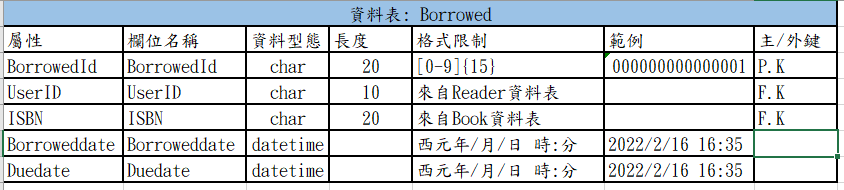 資料表: Borrowed
屬性 欄位名稱 資料型態 長度 格式限制 範例 主/外鍵
BorrowedId BorrowedId char 20 [0-9]{15} 000000000000001 P.K
UserID UserID char 10 來自Reader資料表 F.K
ISBN ISBN char 20 來自Book資料表 F.K
Borroweddate Borroweddate datetime 西元年/月/日 時:分 2022/2/16 16:35
Duedate Duedate datetime 西元年/月/日 時:分 2022/2/16 16:35